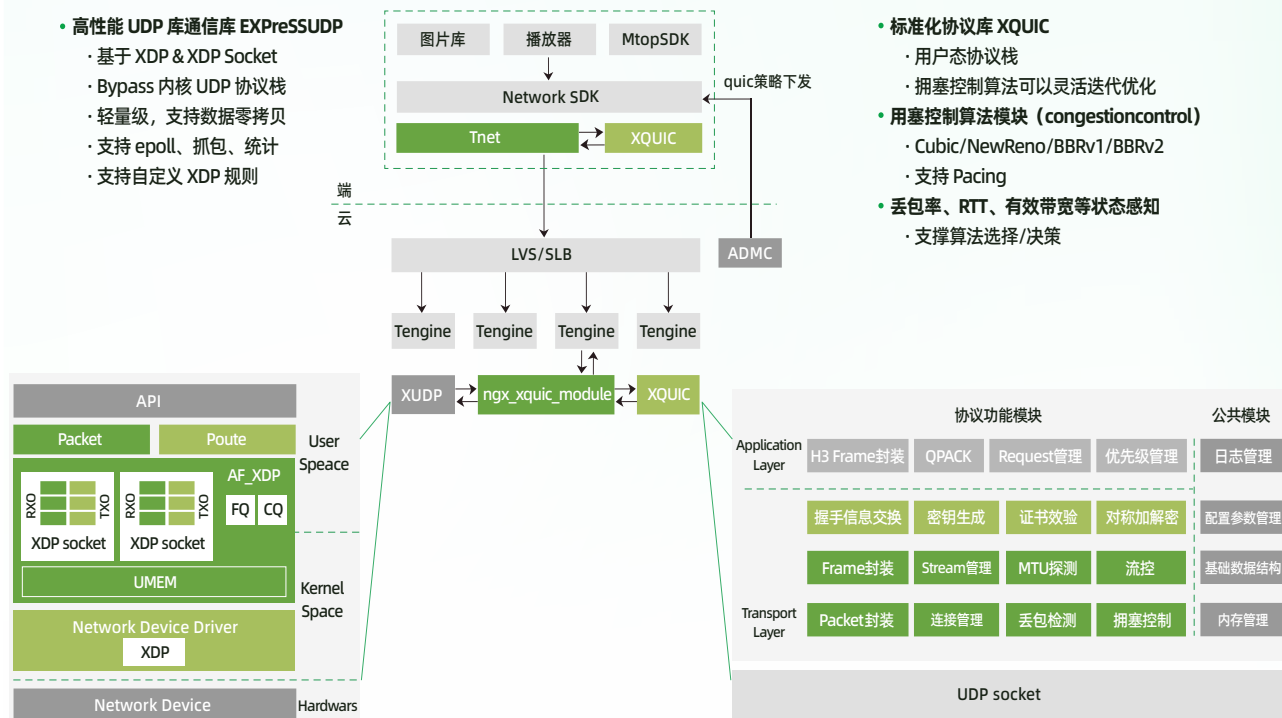 • 高性能 UDP 库通信库 EXPreSSUDP
· 基于 XDP & XDP Socket
· Bypass 内核 UDP 协议栈
· 轻量级，支持数据零拷贝
· 支持 epoll、抓包、统计
· 支持自定义 XDP 规则
图片库
播放器
MtopSDK
Network SDK
Tnet
XQUIC
quic策略下发
端
云
LVS/SLB
ADMC
Tengine
Tengine
Tengine
Tengine
XUDP
ngx_xquic_module
XQUIC
• 标准化协议库 XQUIC
· 用户态协议栈
· 拥塞控制算法可以灵活迭代优化
• 用塞控制算法模块（congestioncontrol）
· Cubic/NewReno/BBRv1/BBRv2
· 支持 Pacing
• 丢包率、RTT、有效带宽等状态感知
· 支撑算法选择/决策
API
Packet
Poute
User
Speace
AF_XDP
RXO
TXO
XDP socket
RXO
TXO
XDP socket
FQ
CQ
UMEM
Kernel
Space
Network Device Driver
XDP
Network Device
Hardwars
协议功能模块
公共模块
Application
Layer
H3 Frame封装
QPACK
Request管理
优先级管理
日志管理
握手信息交换
密钥生成
证书效验
对称加解密
配置参数管理
Frame封装
Stream管理
MTU探测
流控
基础数据结构
Transport
Layer
Packet封装
连接管理
丢包检测
拥塞控制
内存管理
UDP socket